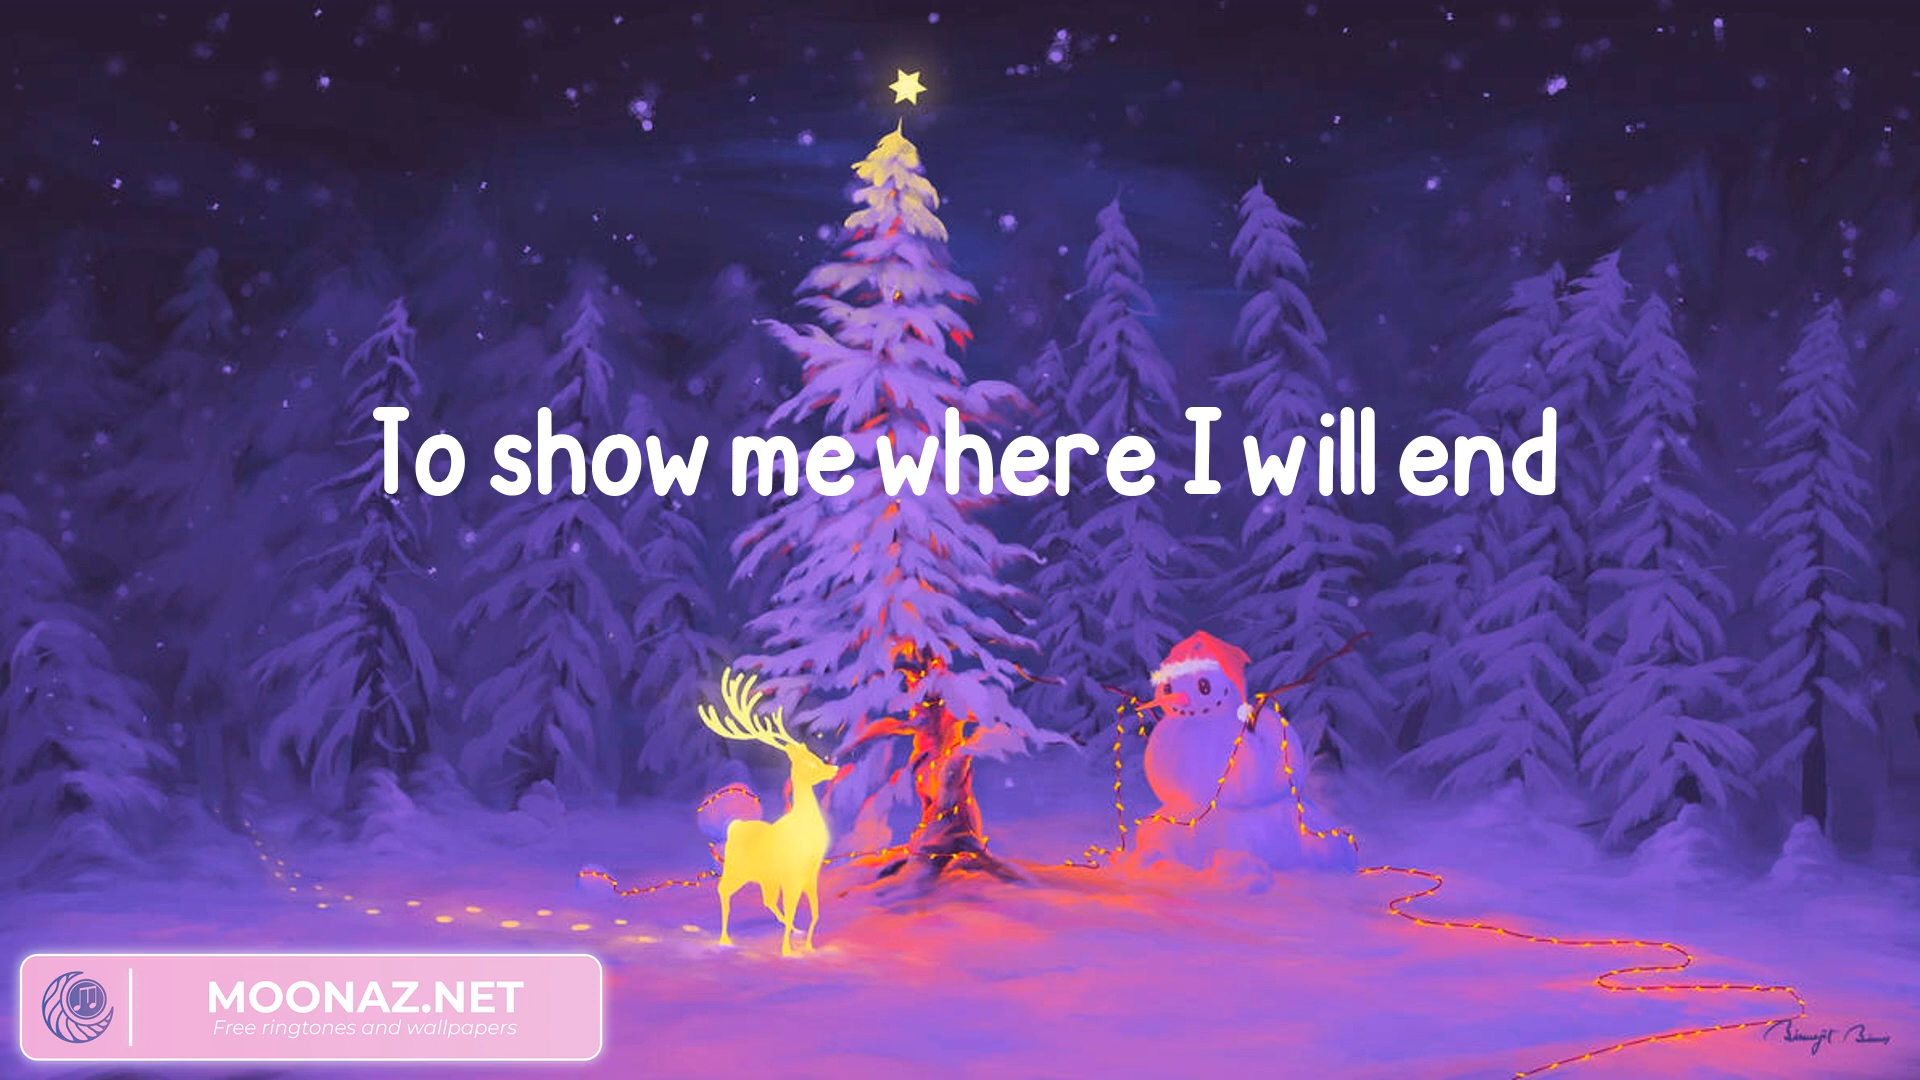 To show me where I will end
MOONAZ.NET
Free ringtones and wallpapers